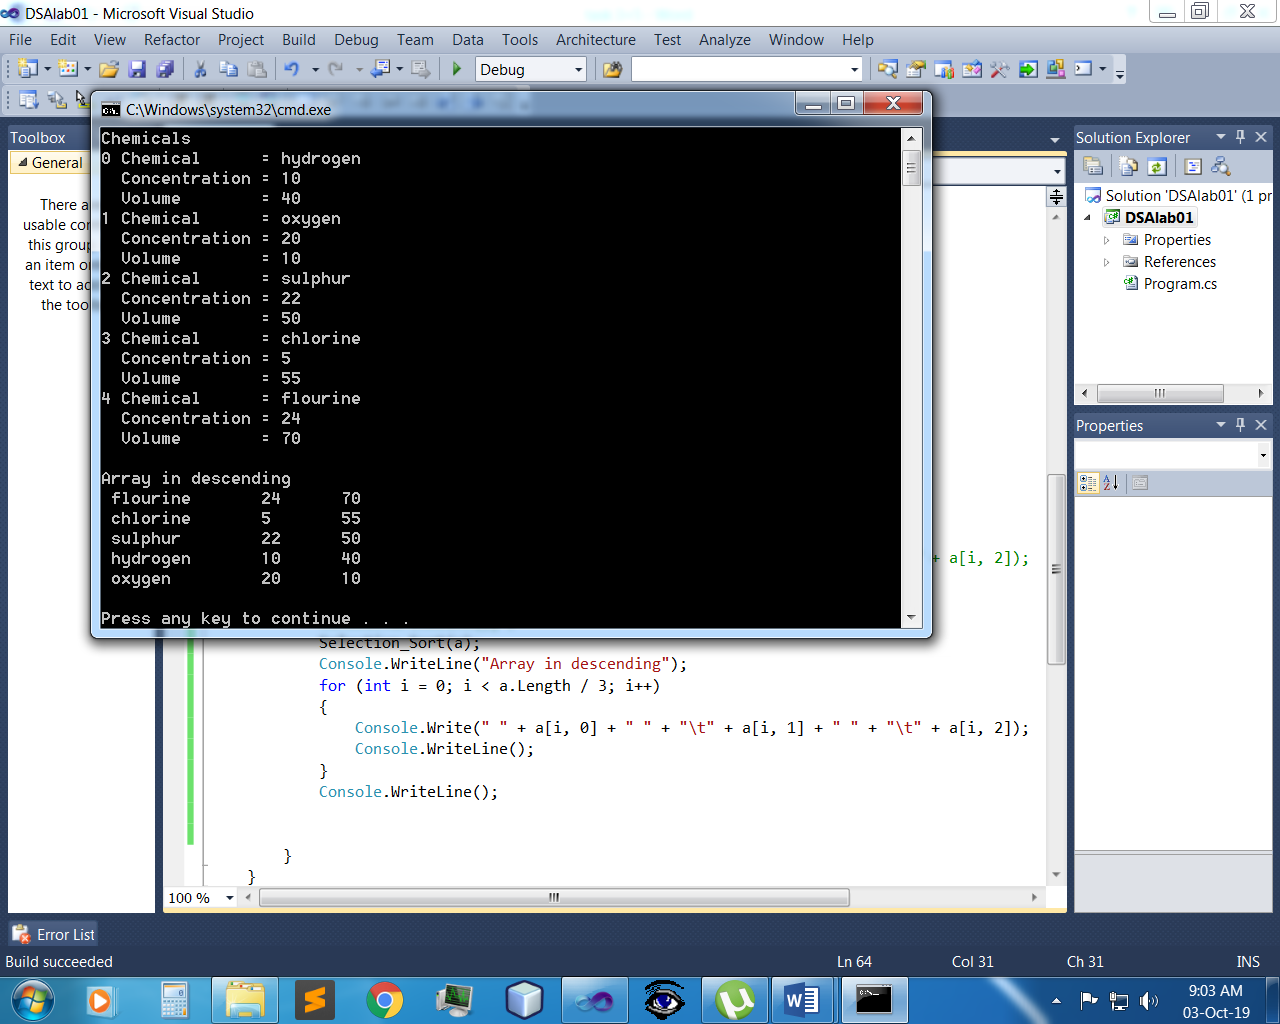 DSAlab01 - Microsoft Visual Studio
File Edit View Refactor Project Build Debug Team Data Tools Architecture Test Analyze Window Help
Debug
C:\Windows\system32\cmd.exe
Toolbox
General
There a
usable con
this group
an item o
text to ad
the too
Chemicals
0 Chemical = hydrogen
Concentration = 10
Volume = 40
1 Chemical = oxygen
Concentration = 20
Volume = 10
2 Chemical = sulphur
Concentration = 22
Volume = 50
3 Chemical = chlorine
Concentration = 5
Volume = 55
4 Chemical = flourine
Concentration = 24
Volume = 70
Array in descending
flourine 24 70
chlorine 5 55
sulphur 22 50
hydrogen 10 40
oxygen 20 10
Press any key to continue . . .
+ a[i, 2]);
Selection_Sort(a);
Console.WriteLine("Array in descending");
for (int i = 0; i < a.Length / 3; i++)
{
Console.Write(" " + a[i, 0] + " " + "\t" + a[i, 1] + " " + "\t" + a[i, 2]);
Console.WriteLine();
}
Console.WriteLine();
}
}
100 %
Solution Explorer
Solution 'DSAlab01' (1 pr
DSAlab01
Properties
References
Program.cs
Properties
Error List
Build succeeded
Ln 64 Col 31 Ch 31 INS
9:03 AM
03-Oct-19